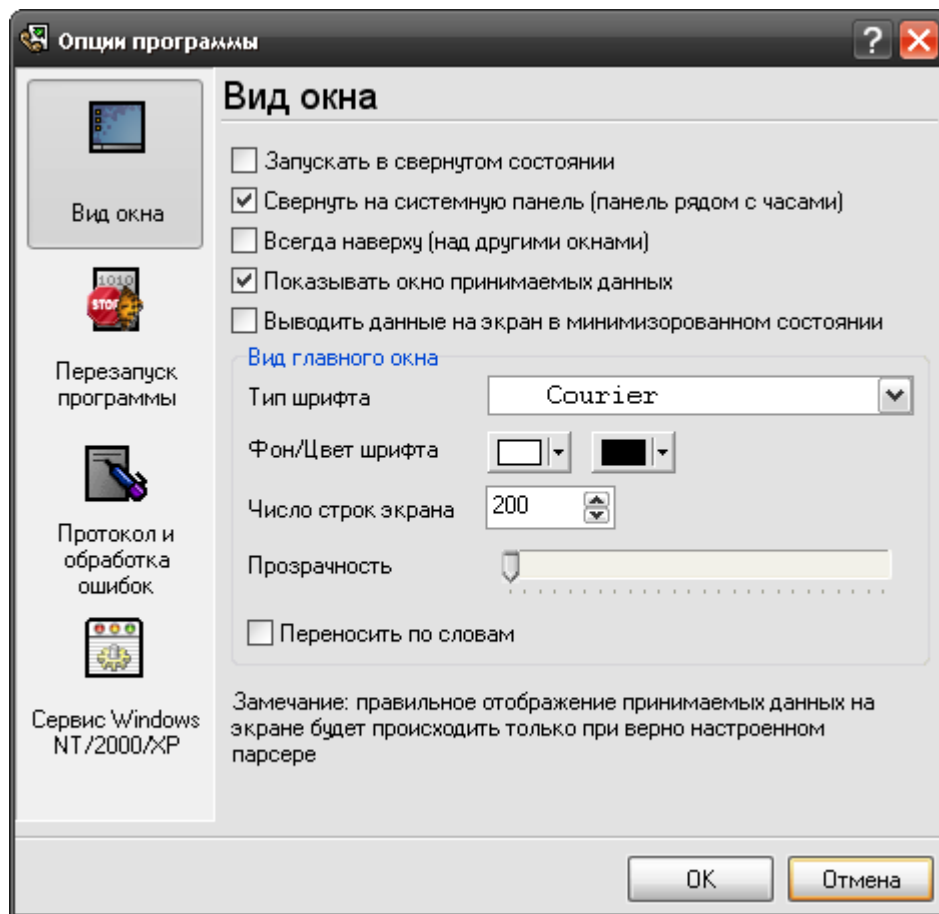 Опции программы
Вид окна
Вид окна
Запускать в свернутом состоянии
Свернуть на системную панель (панель рядом с часами)
Всегда наверху (над другими окнами)
Показывать окно принимаемых данных
Выводить данные на экран в минимизорованном состоянии
Перезапуск
программы
Протокол и
обработка
ошибок
Сервис Windows
NT/2000/XP
Вид главного окна
Тип шрифта
Courier
Фон/Цвет шрифта
Число строк экрана
200
Прозрачность
Переносить по словам
Замечание: правильное отображение принимаемых данных на
экране будет происходить только при верно настроенном
парсере
OK
Отмена
1010
STOP